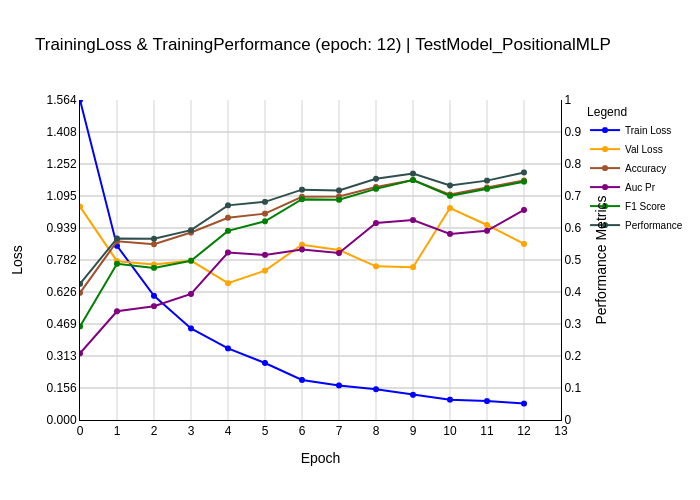 TrainingLoss & TrainingPerformance (epoch: 12) | TestModel_PositionalMLP
1.564
1.408
1.252
1.095
0.939
0.782
0.626
0.469
0.313
0.156
0.000
Loss
0 1 2 3 4 5 6 7 8 9 10 11 12 13
Epoch
1
0.9
0.8
0.7
0.6
0.5
0.4
0.3
0.2
0.1
0
Performance Metrics
Legend
Train Loss
Val Loss
Accuracy
Auc Pr
F1 Score
Performance